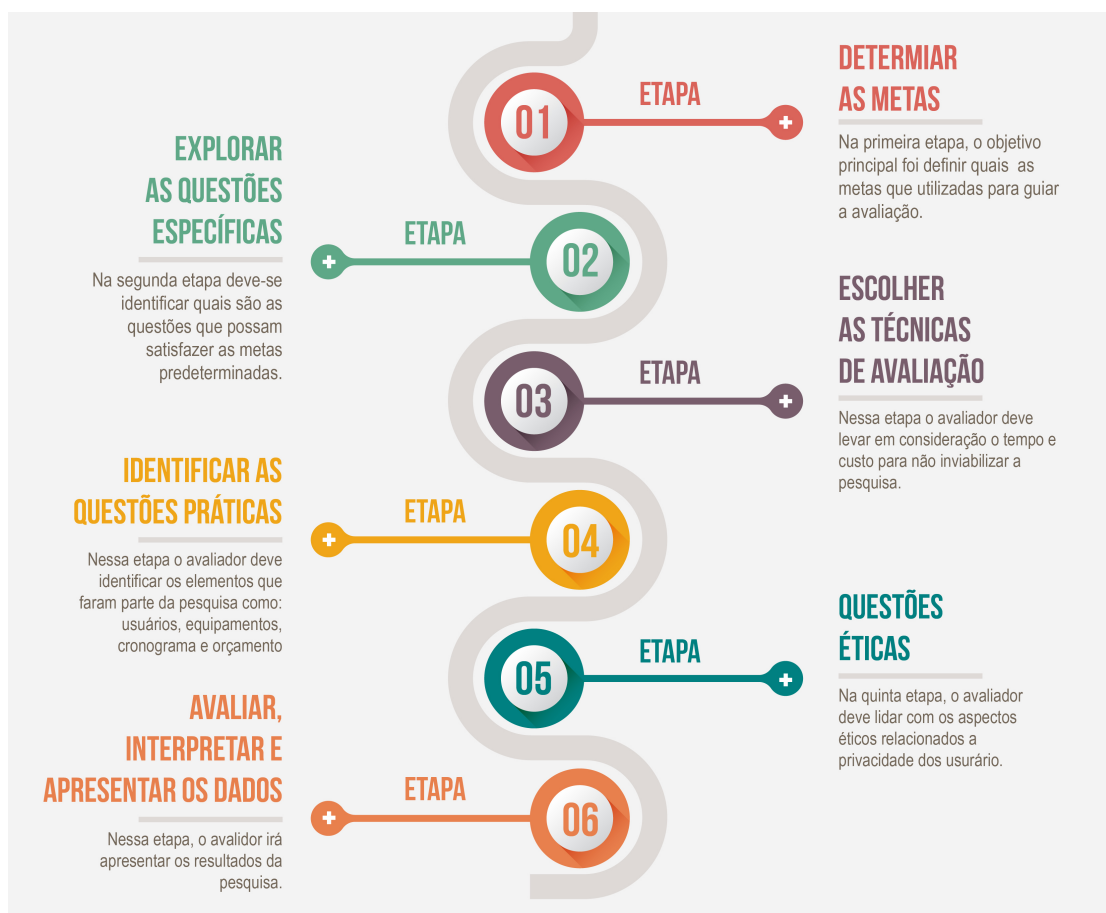 ETAPA
01
DETERMIAR
AS METAS
Na primeira etapa, o objetivo
principal foi definir quais as
metas que utilizadas para guiar
a avaliação.
EXPLORAR
AS QUESTÕES
ESPECÍFICAS
Na segunda etapa deve-se
identificar quais são as
questões que possam
satisfazer as metas
predeterminadas.
ETAPA
02
ETAPA
03
ESCOLHER
AS TÉCNICAS
DE AVALIAÇÃO
Nessa etapa o avaliador deve
levar em consideração o tempo e
custo para não inviabilizar a
pesquisa.
IDENTIFICAR AS
QUESTÕES PRÁTICAS
Nessa etapa o avaliador deve
identificar os elementos que
faram parte da pesquisa como:
usuários, equipamentos,
cronograma e orçamento
ETAPA
04
ETAPA
05
QUESTÕES
ÉTICAS
Na quinta etapa, o avaliador
deve lidar com os aspectos
éticos relacionados a
privacidade dos usurário.
AVALIAR,
INTERPRETAR E
APRESENTAR OS DADOS
Nessa etapa, o avalidor irá
apresentar os resultados da
pesquisa.
ETAPA
06